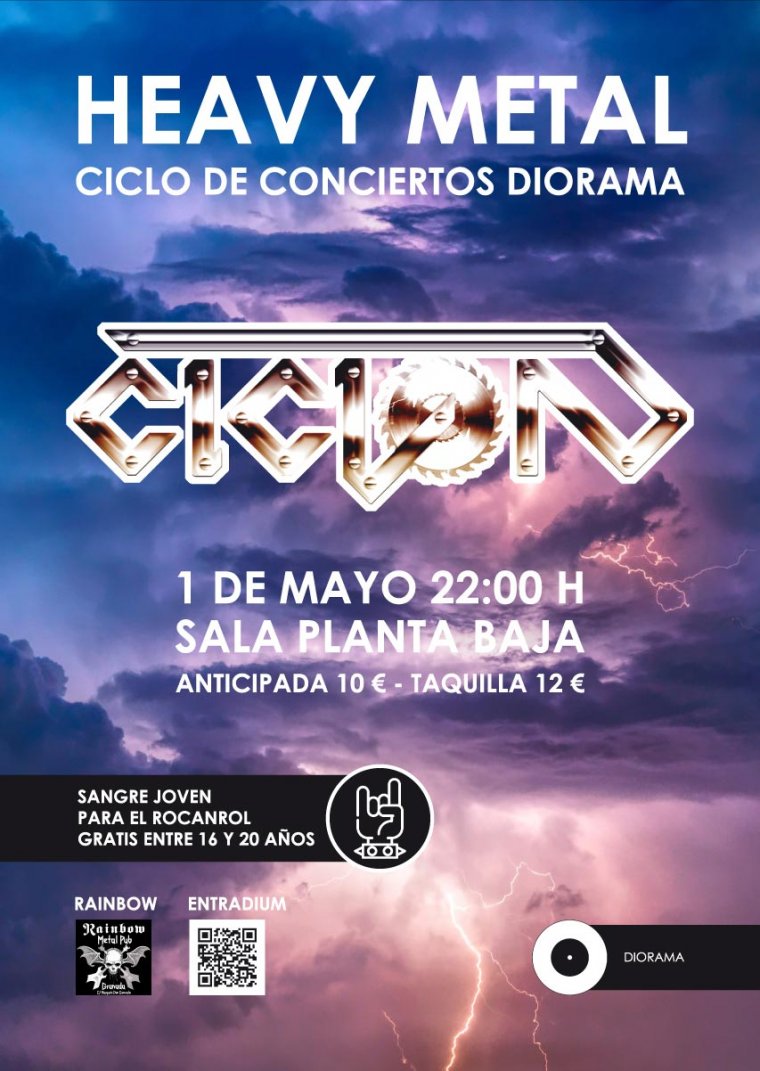 HEAVY METAL
CICLO DE CONCIERTOS DIORAMA
CICLON
1 DE MAYO 22:00 H
SALA PLANTA BAJA
ANTICIPADA 10 € - TAQUILLA 12 €
SANGRE JOVEN
PARA EL ROCANROL
GRATIS ENTRE 16 Y 20 AÑOS
RAINBOW
ENTRADIUM
Rainbow
Metal Pub
Granada
DIORAMA